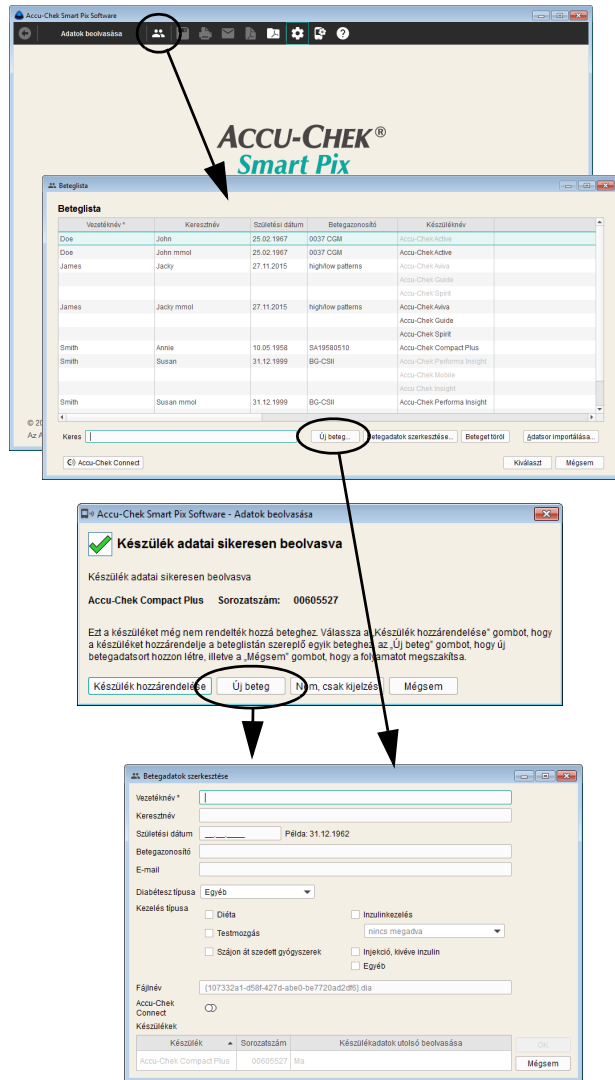 Accu-Chek Smart Pix Software
Adatok beolvasása
ACCU-CHEK®
Smart Pix
Beteglista
Beteglista
Vezetéknév * Keresztnév Születési dátum Betegazonosító Készüléknév
Doe John 25.02.1967 0037 CGM Accu-Chek Active
Doe John mmol 25.02.1967 0037 CGM Accu-Chek Active
James Jacky 27.11.2015 high/low patterns Accu-Chek Aviva
Accu-Chek Guide
Accu-Chek Spirit
James Jacky mmol 27.11.2015 high/low patterns Accu-Chek Aviva
Accu-Chek Guide
Accu-Chek Spirit
Smith Annie 10.05.1958 SA19580510 Accu-Chek Compact Plus
Smith Susan 31.12.1999 BG-CSII Accu-Chek Performa Insight
Accu-Chek Mobile
Accu-Chek Insight
Smith Susan mmol 31.12.1999 BG-CSII Accu-Chek Performa Insight
© 20
Az A
Keres Új beteg... Betegadatok szerkesztése... Beteget töröl Adatsor importálása...
Accu-Chek Connect Kiválaszt Mégsem
Accu-Chek Smart Pix Software - Adatok beolvasása
Készülék adatai sikeresen beolvasva
Készülék adatai sikeresen beolvasva
Accu-Chek Compact Plus Sorozatszám: 00605527
Ezt a készüléket még nem rendelték hozzá beteghez. Válassza a „Készülék hozzárendelése" gombot, hogy
a készüléket hozzárendelje a beteglistán szereplő egyik beteghez, az „Új beteg" gombot, hogy új
betegadatsort hozzon létre, illetve a „Mégsem" gombot, hogy a folyamatot megszakítsa.
Készülék hozzárendelése Új beteg Nem, csak kijelzés Mégsem
Betegadatok szerkesztése
Vezetéknév *
Keresztnév
Születési dátum __.__.____ Példa: 31.12.1962
Betegazonosító
E-mail
Diabétesz típusa Egyéb
Kezelés típusa
Diéta Inzulinkezelés
Testmozgás nincs megadva
Szájon át szedett gyógyszerek Injekció, kivéve inzulin
Egyéb
Fájlnév {107332a1-d58f-427d-abe0-be7720ad2df6}.dia
Accu-Chek
Connect
Készülékek
Készülék Sorozatszám Készülékadatok utolsó beolvasása OK
Accu-Chek Compact Plus 00605527 Ma Mégsem